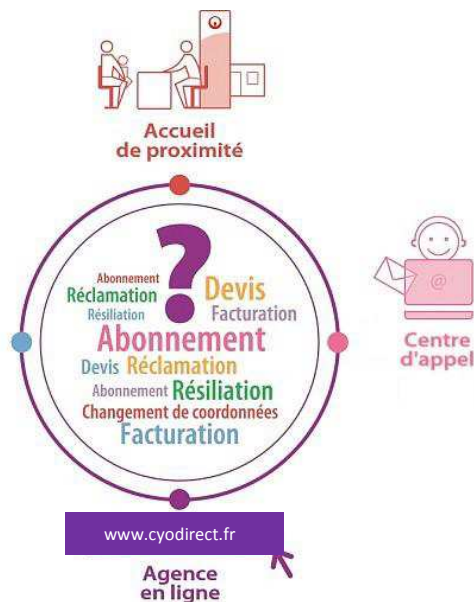 Accueil
de proximité
?
Abonnement
Réclamation
Devis
Résiliation
Facturation
Abonnement
Devis Réclamation
Abonnement Résiliation
Changement de coordonnées
Facturation
@
Centre
d'appel
www.cyodirect.fr
Agence
en ligne